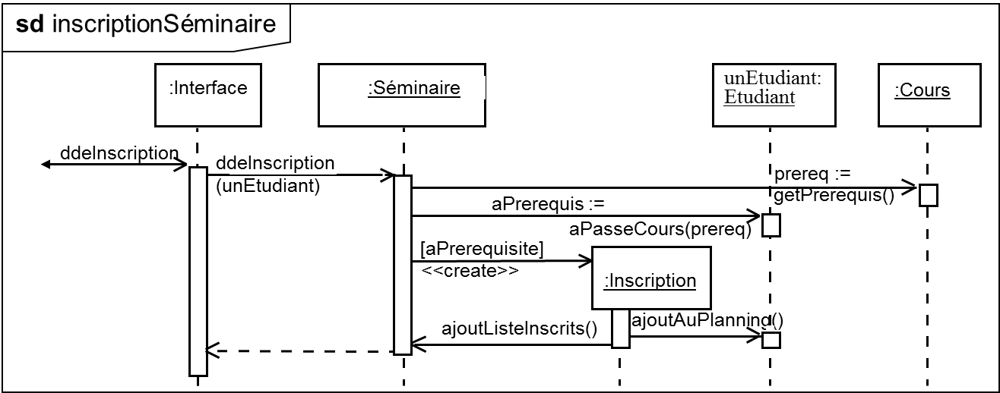 sd inscriptionSéminaire
:Interface
:Séminaire
unEtudiant:
Etudiant
:Cours
ddeInscription
ddeInscription
(unEtudiant)
prereq :=
getPrerequis()
aPrerequis :=
aPasseCours(prereq)
[aPrerequisite]
<<create>>
:Inscription
ajoutAuPlanning()
ajoutListeInscrits()